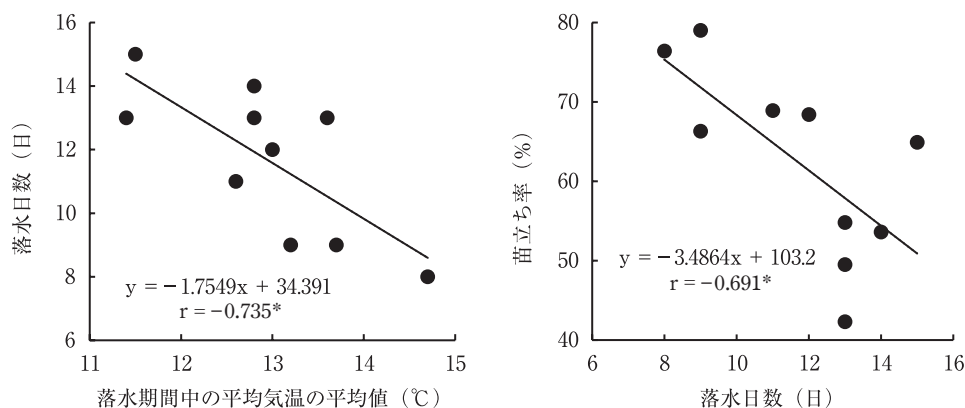 16
14
12
10
8
6
落水日数（日）
y = −1.7549x + 34.391
r = −0.735*
11 12 13 14 15
落水期間中の平均気温の平均値（℃）
80
70
60
50
40
苗立ち率（%）
y = −3.4864x + 103.2
r = −0.691*
6 8 10 12 14 16
落水日数（日）